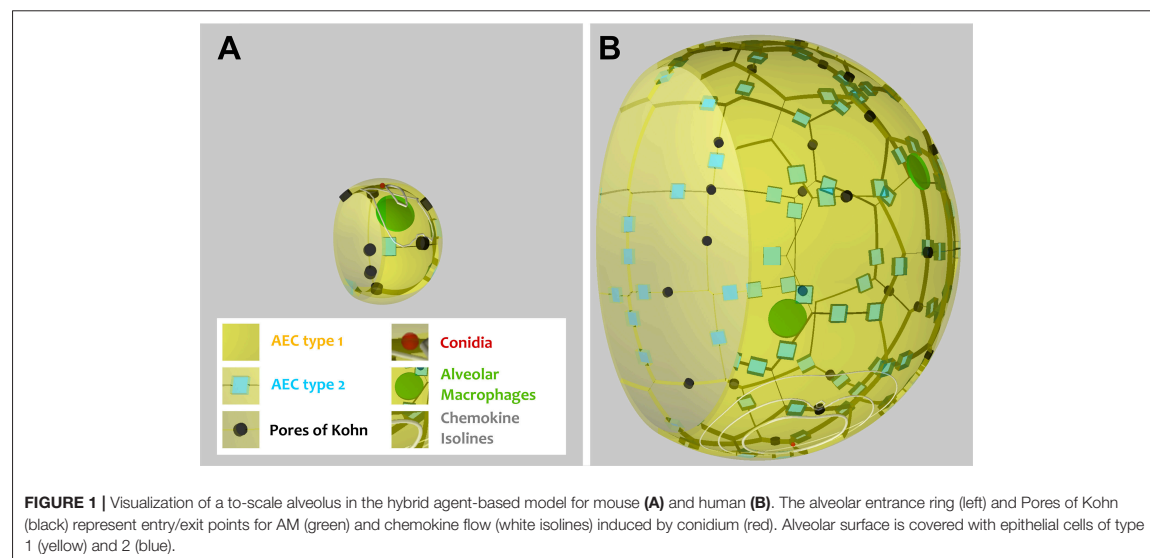 A
B
AEC type 1
AEC type 2
Pores of Kohn
Conidia
Alveolar
Macrophages
Chemokine
Isolines
FIGURE 1 | Visualization of a to-scale alveolus in the hybrid agent-based model for mouse (A) and human (B). The alveolar entrance ring (left) and Pores of Kohn
(black) represent entry/exit points for AM (green) and chemokine flow (white isolines) induced by conidium (red). Alveolar surface is covered with epithelial cells of type
1 (yellow) and 2 (blue).